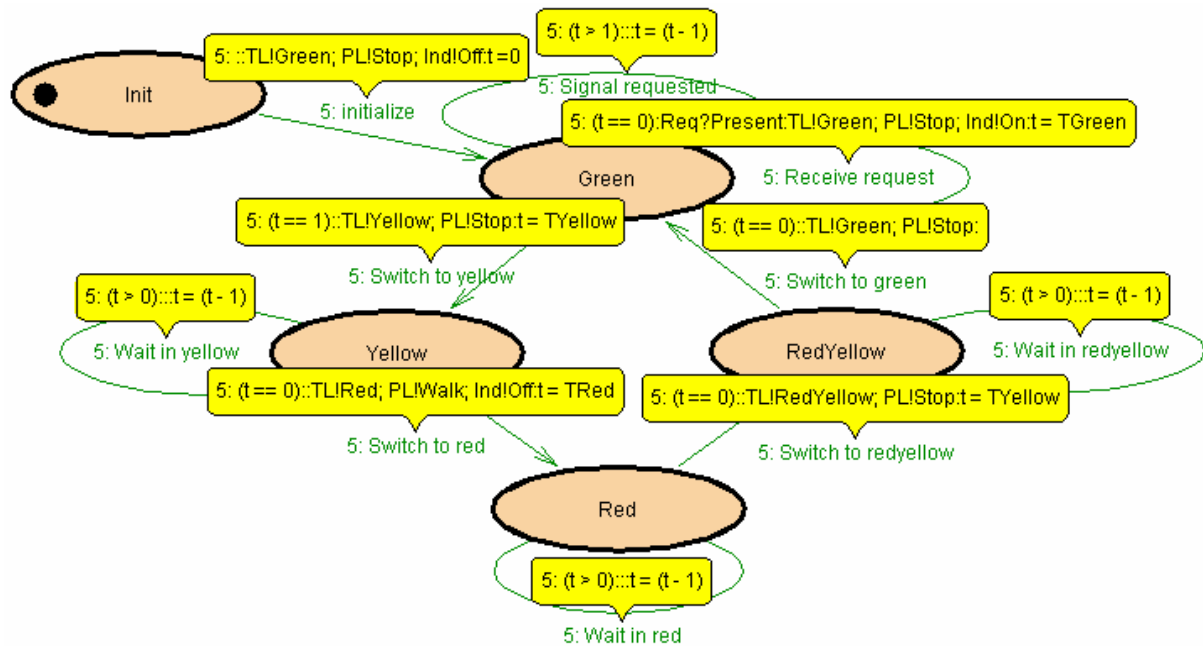 5: (t > 1):::t = (t - 1)
5: ::TL!Green; PL!Stop; Ind!Off:t =0
5: Signal requested
Init
5: initialize
5: (t == 0):Req?Present:TL!Green; PL!Stop; Ind!On:t = TGreen
Green
5: Receive request
5: (t == 1)::TL!Yellow; PL!Stop:t = TYellow
5: (t == 0)::TL!Green; PL!Stop:
5: Switch to yellow
5: Switch to green
5: (t > 0):::t = (t - 1)
5: (t > 0):::t = (t - 1)
5: Wait in yellow
Yellow
RedYellow
5: Wait in redyellow
5: (t == 0)::TL!Red; PL!Walk; Ind!Off:t = TRed
5: (t == 0)::TL!RedYellow; PL!Stop:t = TYellow
5: Switch to red
5: Switch to redyellow
Red
5: (t > 0):::t = (t - 1)
5: Wait in red